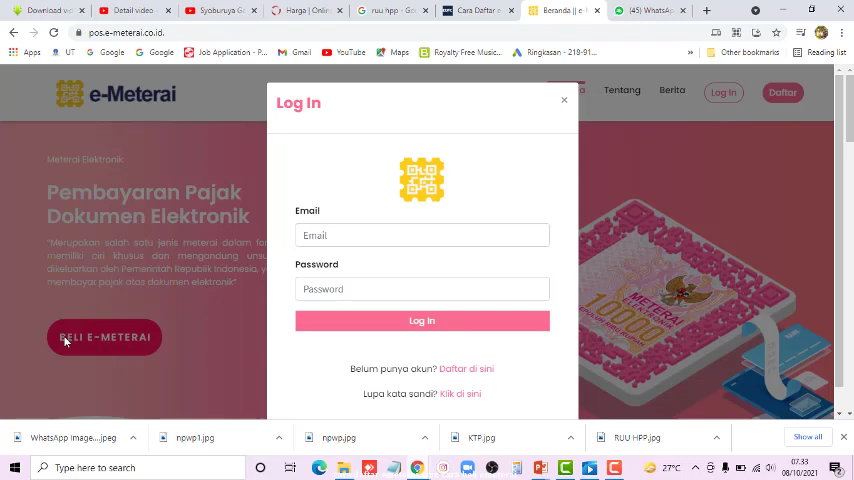 Download vi
Detail video -
Syoburuya Ge
Harga | Onlin
ruu hpp - Goo
Cara Daftar e
Beranda || e-M
(45) WhatsApp
pos.e-meterai.co.id.
Apps
UT
Google
Google
Job Application - P...
Gmail
YouTube
Maps
Royalty Free Music...
Ringkasan - 218-91...
»
Other bookmarks
Reading list
e-Meterai
Tentang
Berita
Log In
Daftar
Log In
×
Meterai Elektronik
Pembayaran Pajak
Dokumen Elektronik
"Merupakan salah satu jenis meterai dalam
memiliki ciri khusus dan mengandung
dikeluarkan oleh Pemerintah Republik Indonesia,
membayar pajak atas dokumen elektronik"
BELI E-METERAI
Email
Email
Password
Password
Log In
Belum punya akun? Daftar di sini
Lupa kata sandi? Klik di sini
METERAI
ELEKTRONIK
10000
WhatsApp Image....jpeg
npwp1.jpg
npwp.jpg
KTP.jpg
RUU HPP.jpg
Show all
Type here to search
27°C
07.33
08/10/2021
2